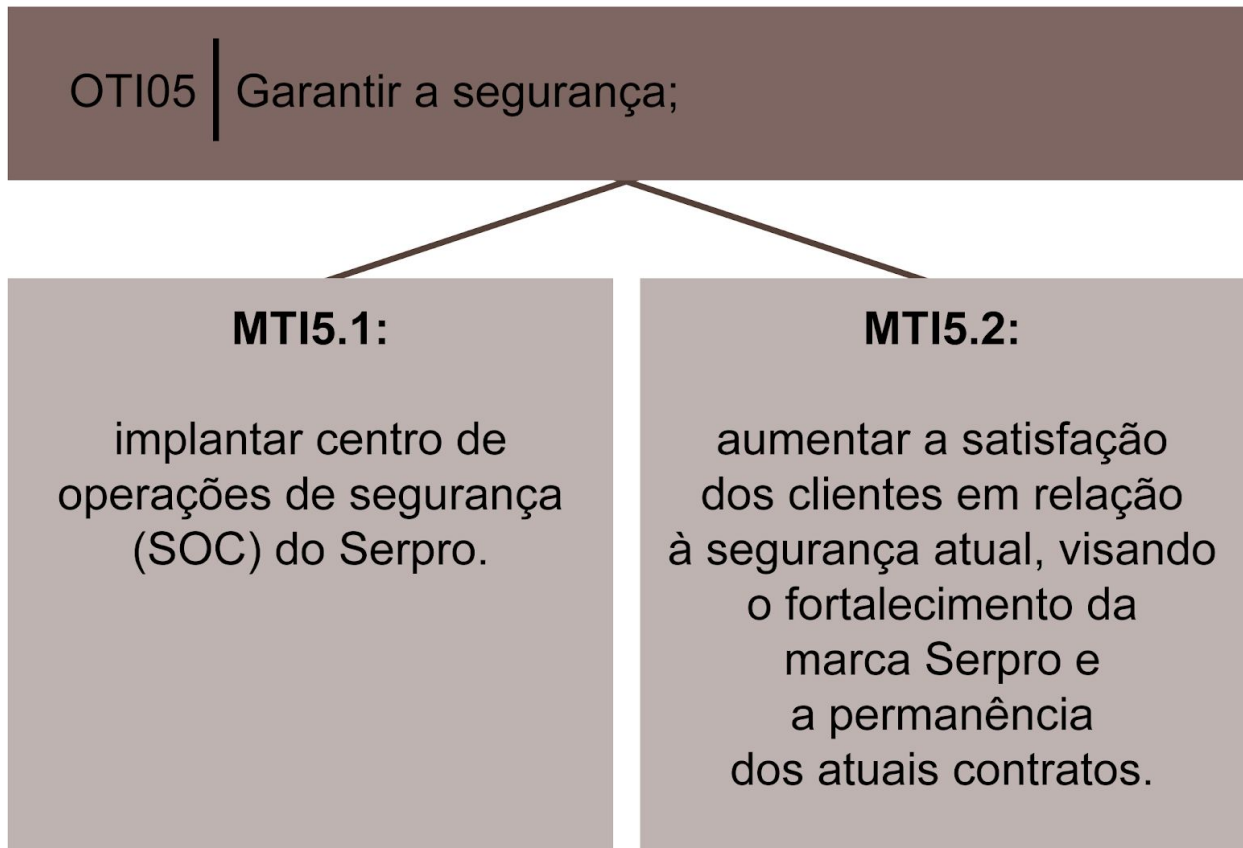 OTI05 | Garantir a segurança;
MTI5.1:
implantar centro de
operações de segurança
(SOC) do Serpro.
MTI5.2:
aumentar a satisfação
dos clientes em relação
à segurança atual, visando
o fortalecimento da
marca Serpro e
a permanência
dos atuais contratos.